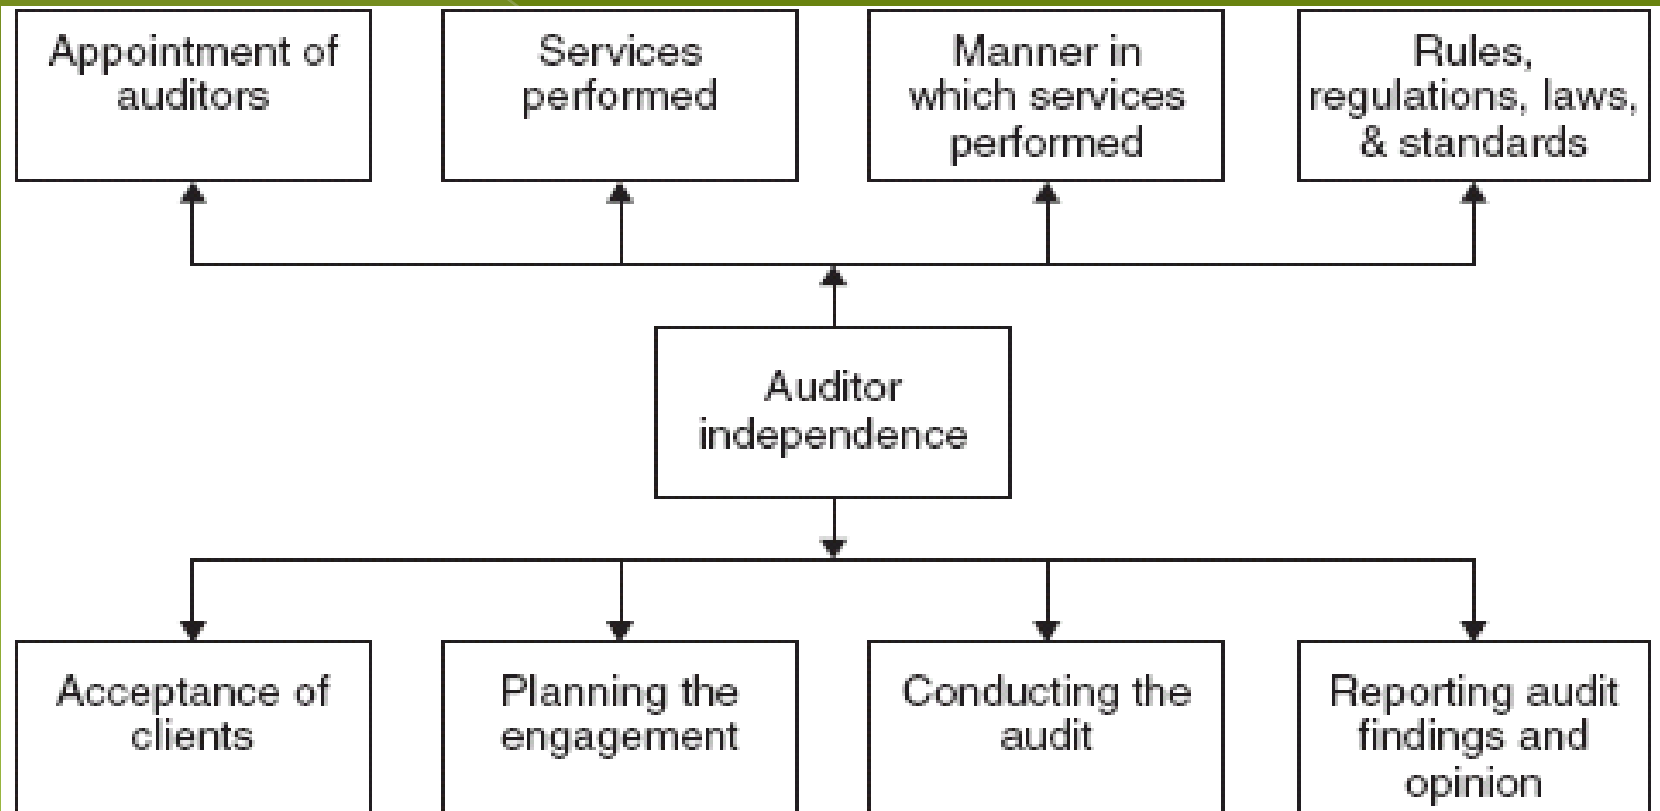 Appointment of
auditors
Services
performed
Manner in
which services
performed
Rules,
regulations, laws,
& standards
Auditor
independence
Acceptance of
clients
Planning the
engagement
Conducting the
audit
Reporting audit
findings and
opinion